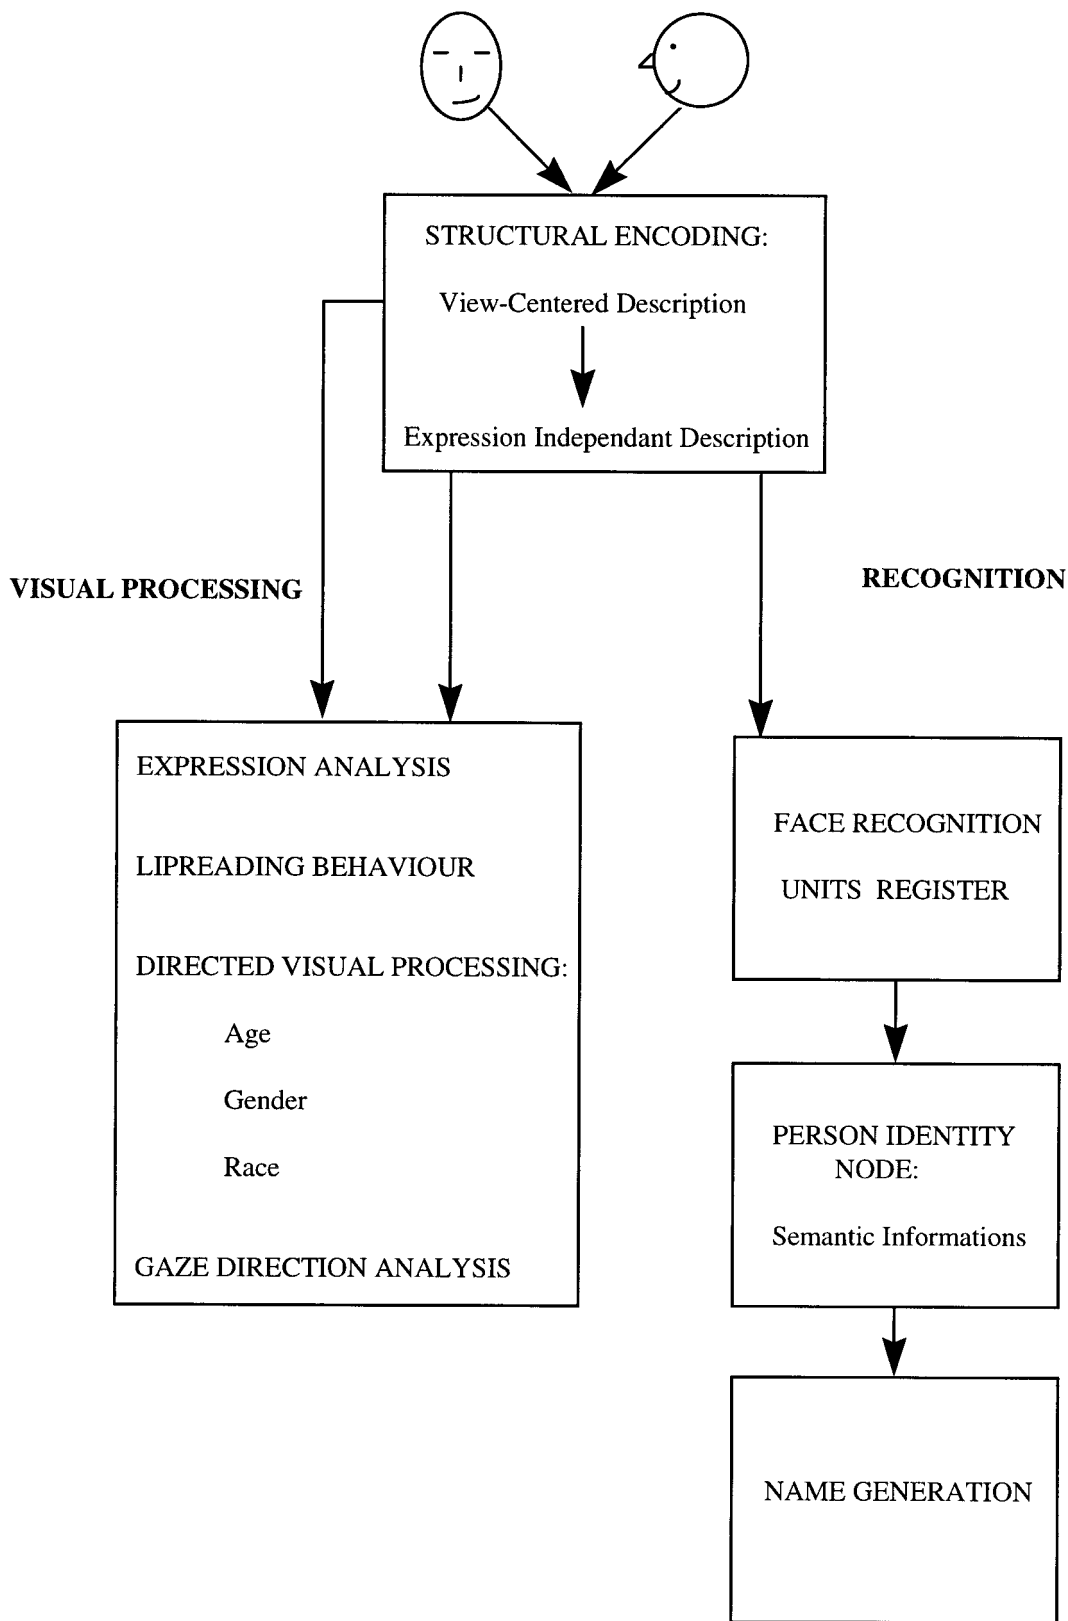 STRUCTURAL ENCODING:
View-Centered Description
Expression Independant Description
VISUAL PROCESSING
RECOGNITION
EXPRESSION ANALYSIS
LIPREADING BEHAVIOUR
DIRECTED VISUAL PROCESSING:
Age
Gender
Race
GAZE DIRECTION ANALYSIS
FACE RECOGNITION
UNITS REGISTER
PERSON IDENTITY
NODE:
Semantic Informations
NAME GENERATION